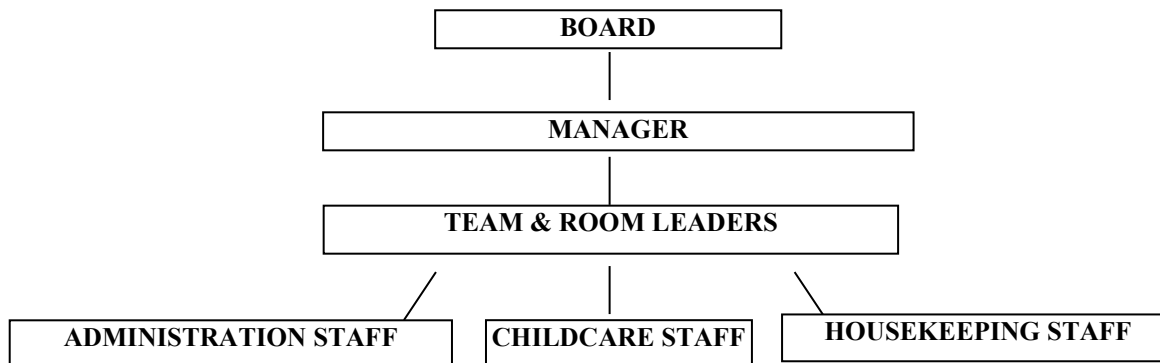 BOARD
MANAGER
TEAM & ROOM LEADERS
ADMINISTRATION STAFF
CHILDCARE STAFF
HOUSEKEEPING STAFF